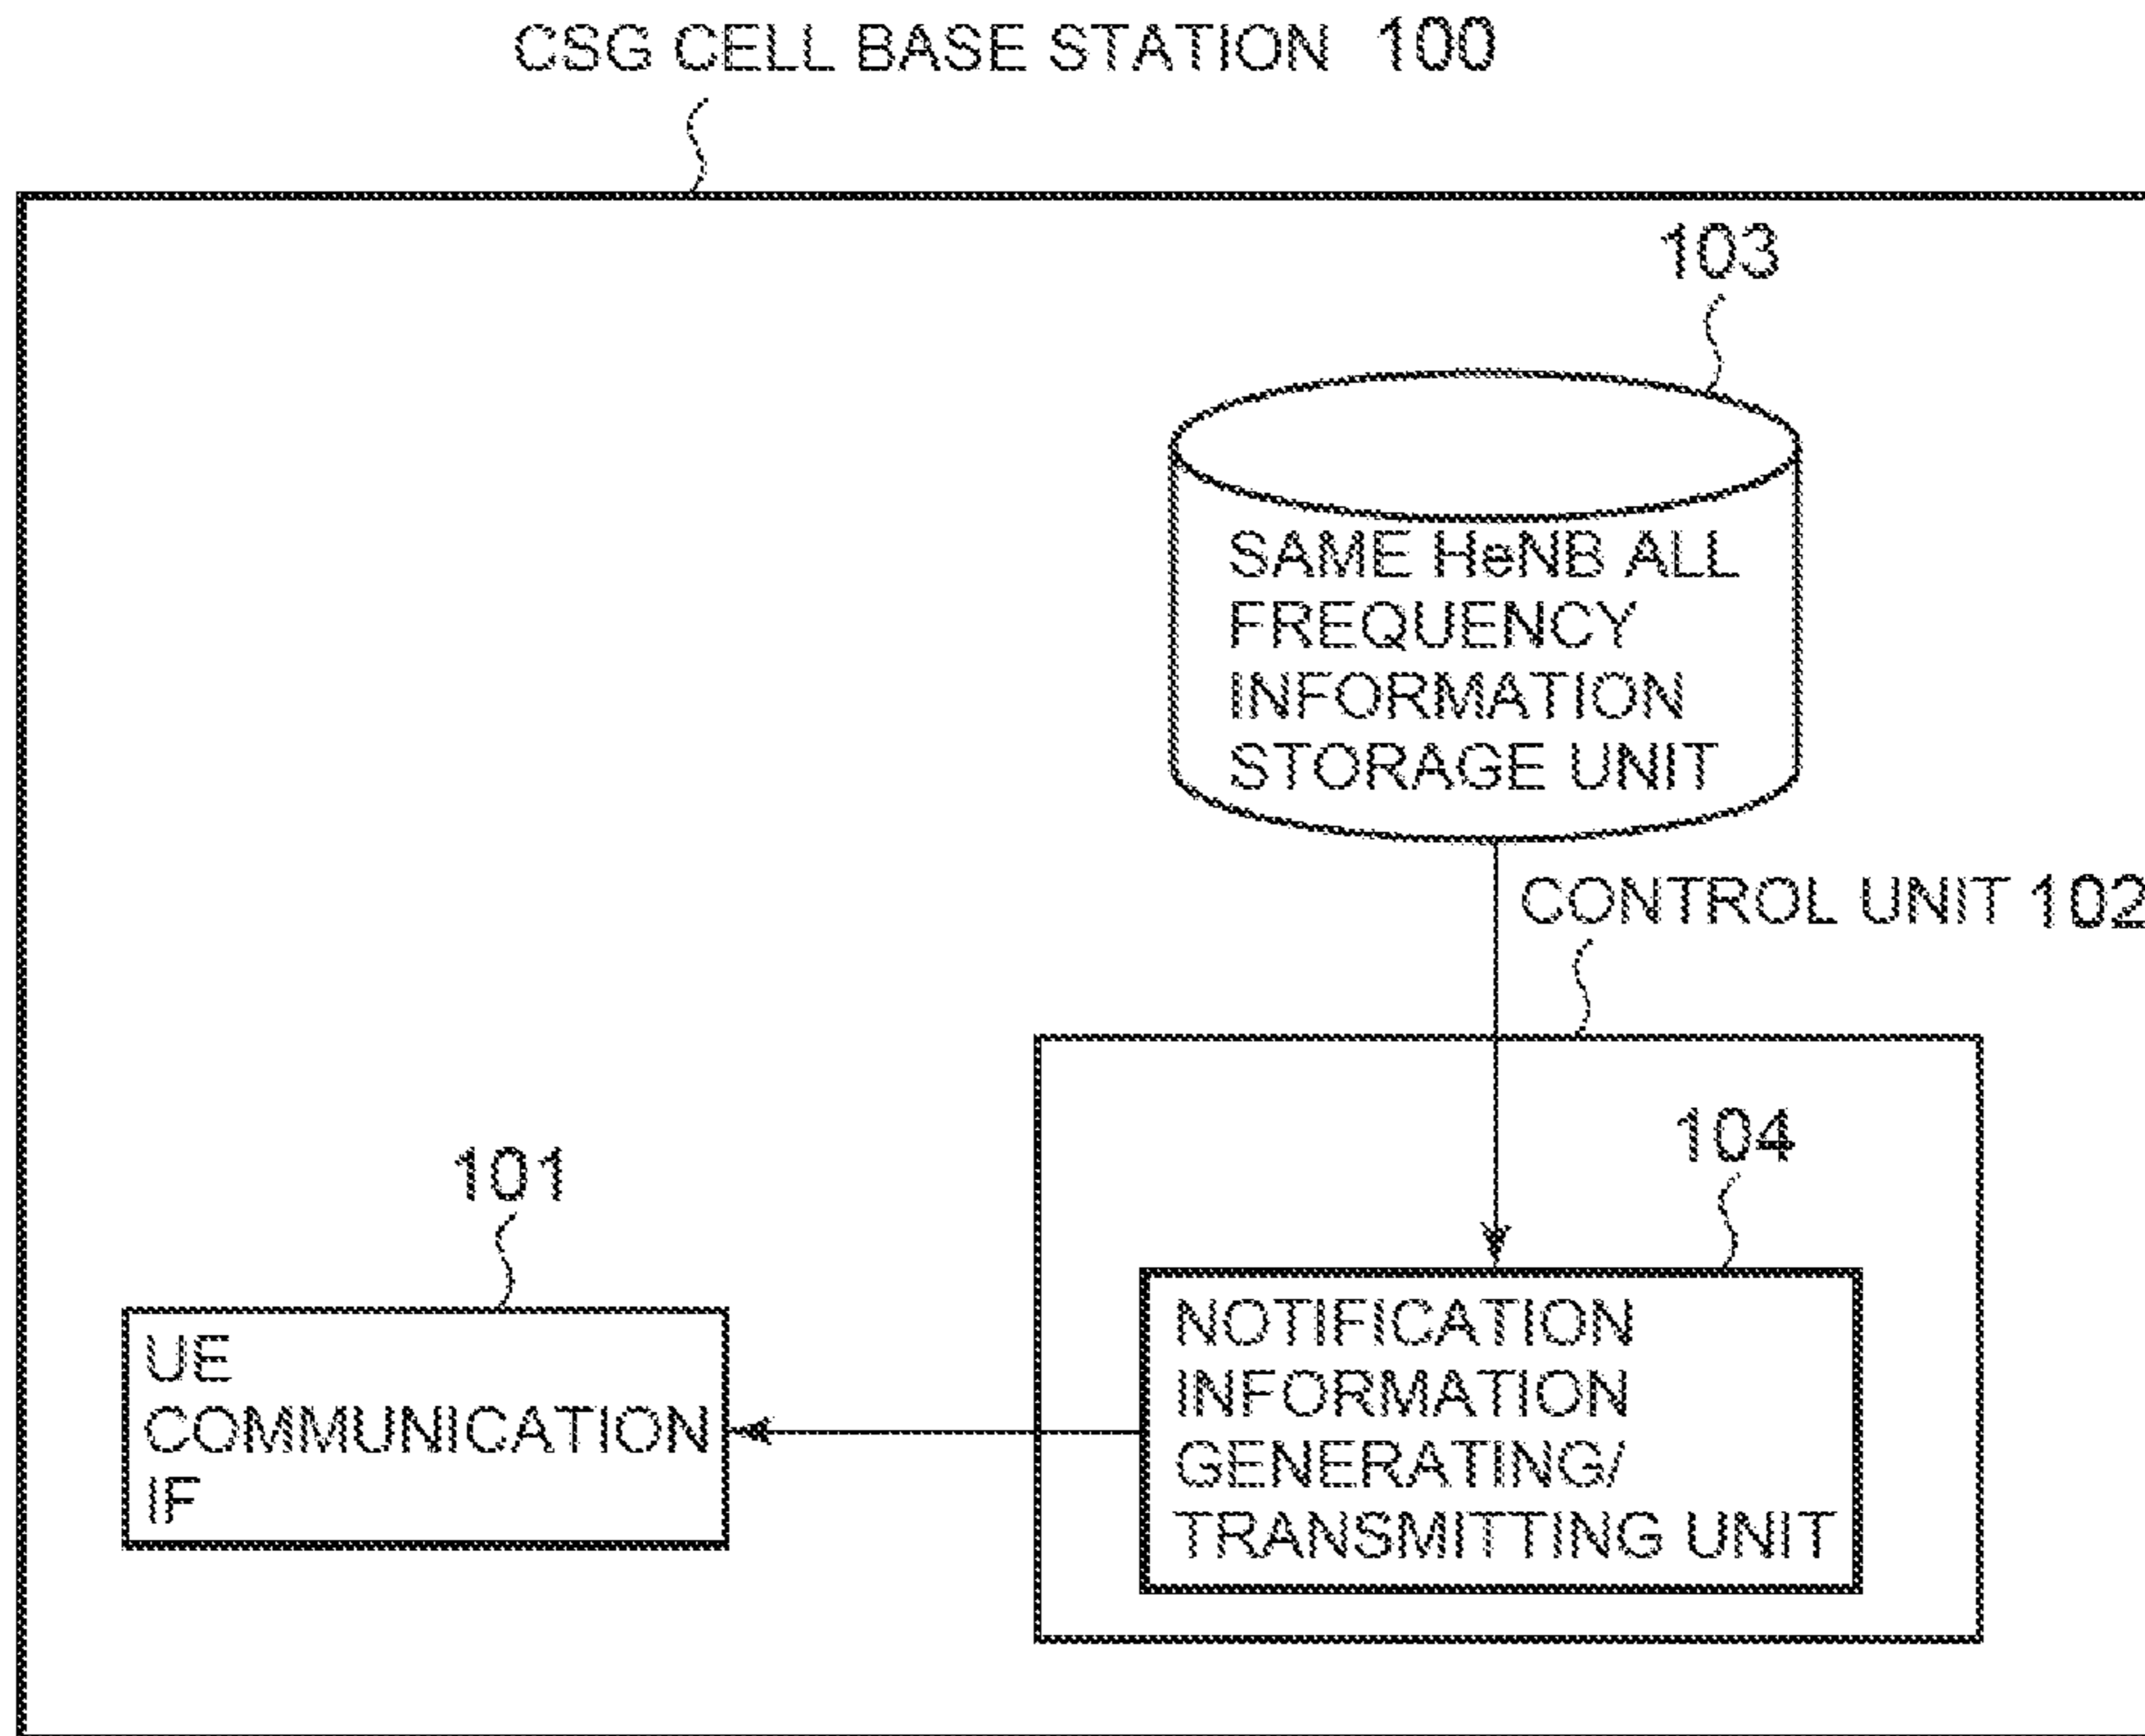 CSG CELL BASE STATION 100
103
SAME HeNB ALL
FREQUENCY
INFORMATION
STORAGE UNIT
CONTROL UNIT 102
104
101
NOTIFICATION
INFORMATION
GENERATING/
TRANSMITTING UNIT
UE
COMMUNICATION
IF